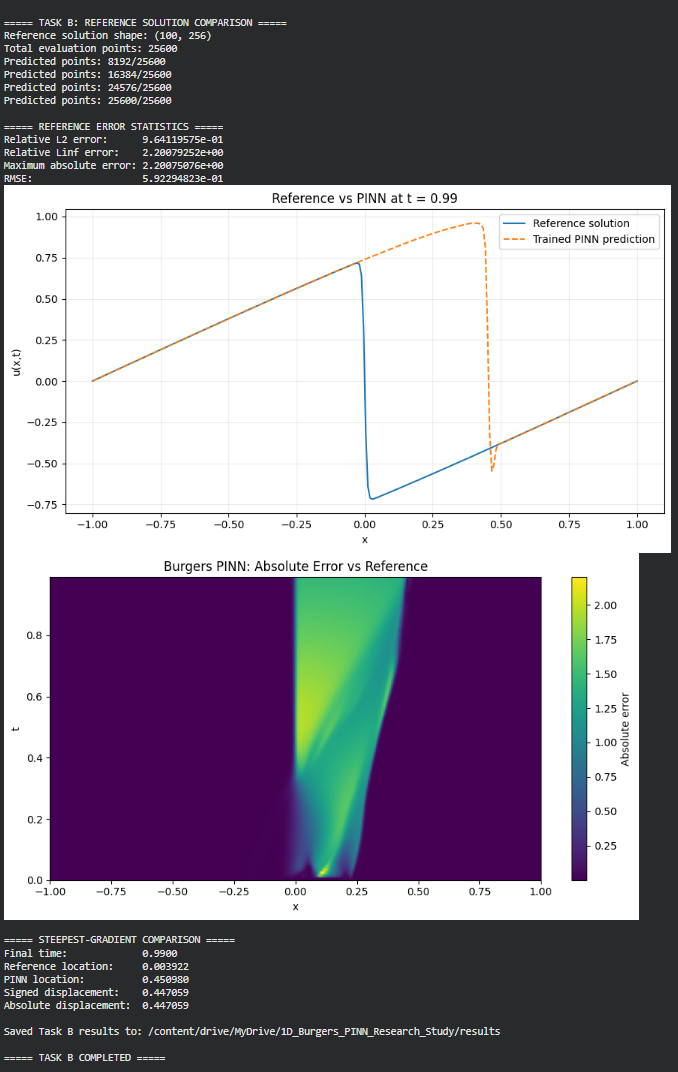 ===== TASK B: REFERENCE SOLUTION COMPARISON =====
Reference solution shape: (100, 256)
Total evaluation points: 25600
Predicted points: 8192/25600
Predicted points: 16384/25600
Predicted points: 24576/25600
Predicted points: 25600/25600
===== REFERENCE ERROR STATISTICS =====
Relative L2 error: 9.64119575e-01
Relative Linf error: 2.20079252e+00
Maximum absolute error: 2.20075076e+00
RMSE: 5.92294823e-01
Reference vs PINN at t = 0.99
Reference solution
Trained PINN prediction
1.00
0.75
0.50
0.25
0.00
−0.25
−0.50
−0.75
u(x,t)
−1.00 −0.75 −0.50 −0.25 0.00 0.25 0.50 0.75 1.00
x
Burgers PINN: Absolute Error vs Reference
0.8
0.6
0.4
0.2
0.0
t
−1.00 −0.75 −0.50 −0.25 0.00 0.25 0.50 0.75 1.00
x
2.00
1.75
1.50
1.25
1.00
0.75
0.50
0.25
Absolute error
===== STEEPEST-GRADIENT COMPARISON =====
Final time: 0.9900
Reference location: 0.003922
PINN location: 0.450980
Signed displacement: 0.447059
Absolute displacement: 0.447059
Saved Task B results to: /content/drive/MyDrive/1D_Burgers_PINN_Research_Study/results
===== TASK B COMPLETED =====